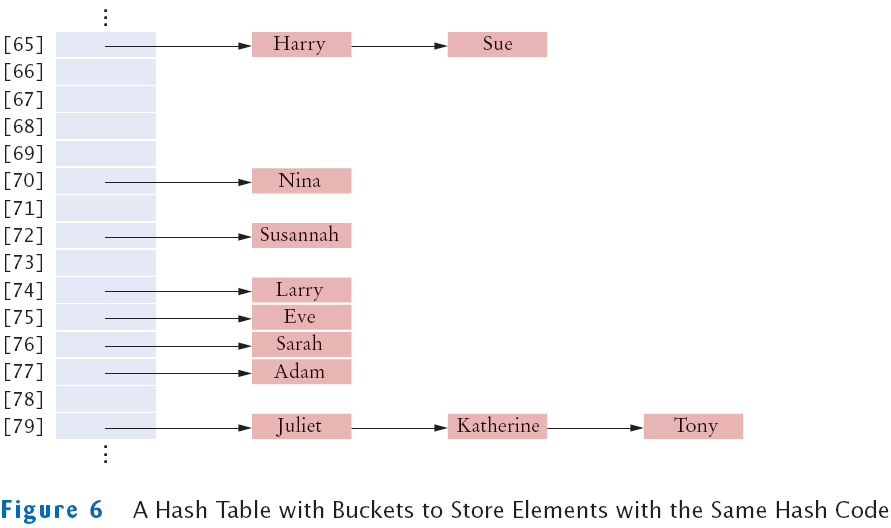 [65] Harry Sue
[66]
[67]
[68]
[69]
[70] Nina
[71]
[72] Susannah
[73]
[74] Larry
[75] Eve
[76] Sarah
[77] Adam
[78]
[79] Juliet Katherine Tony
Figure 6 A Hash Table with Buckets to Store Elements with the Same Hash Code